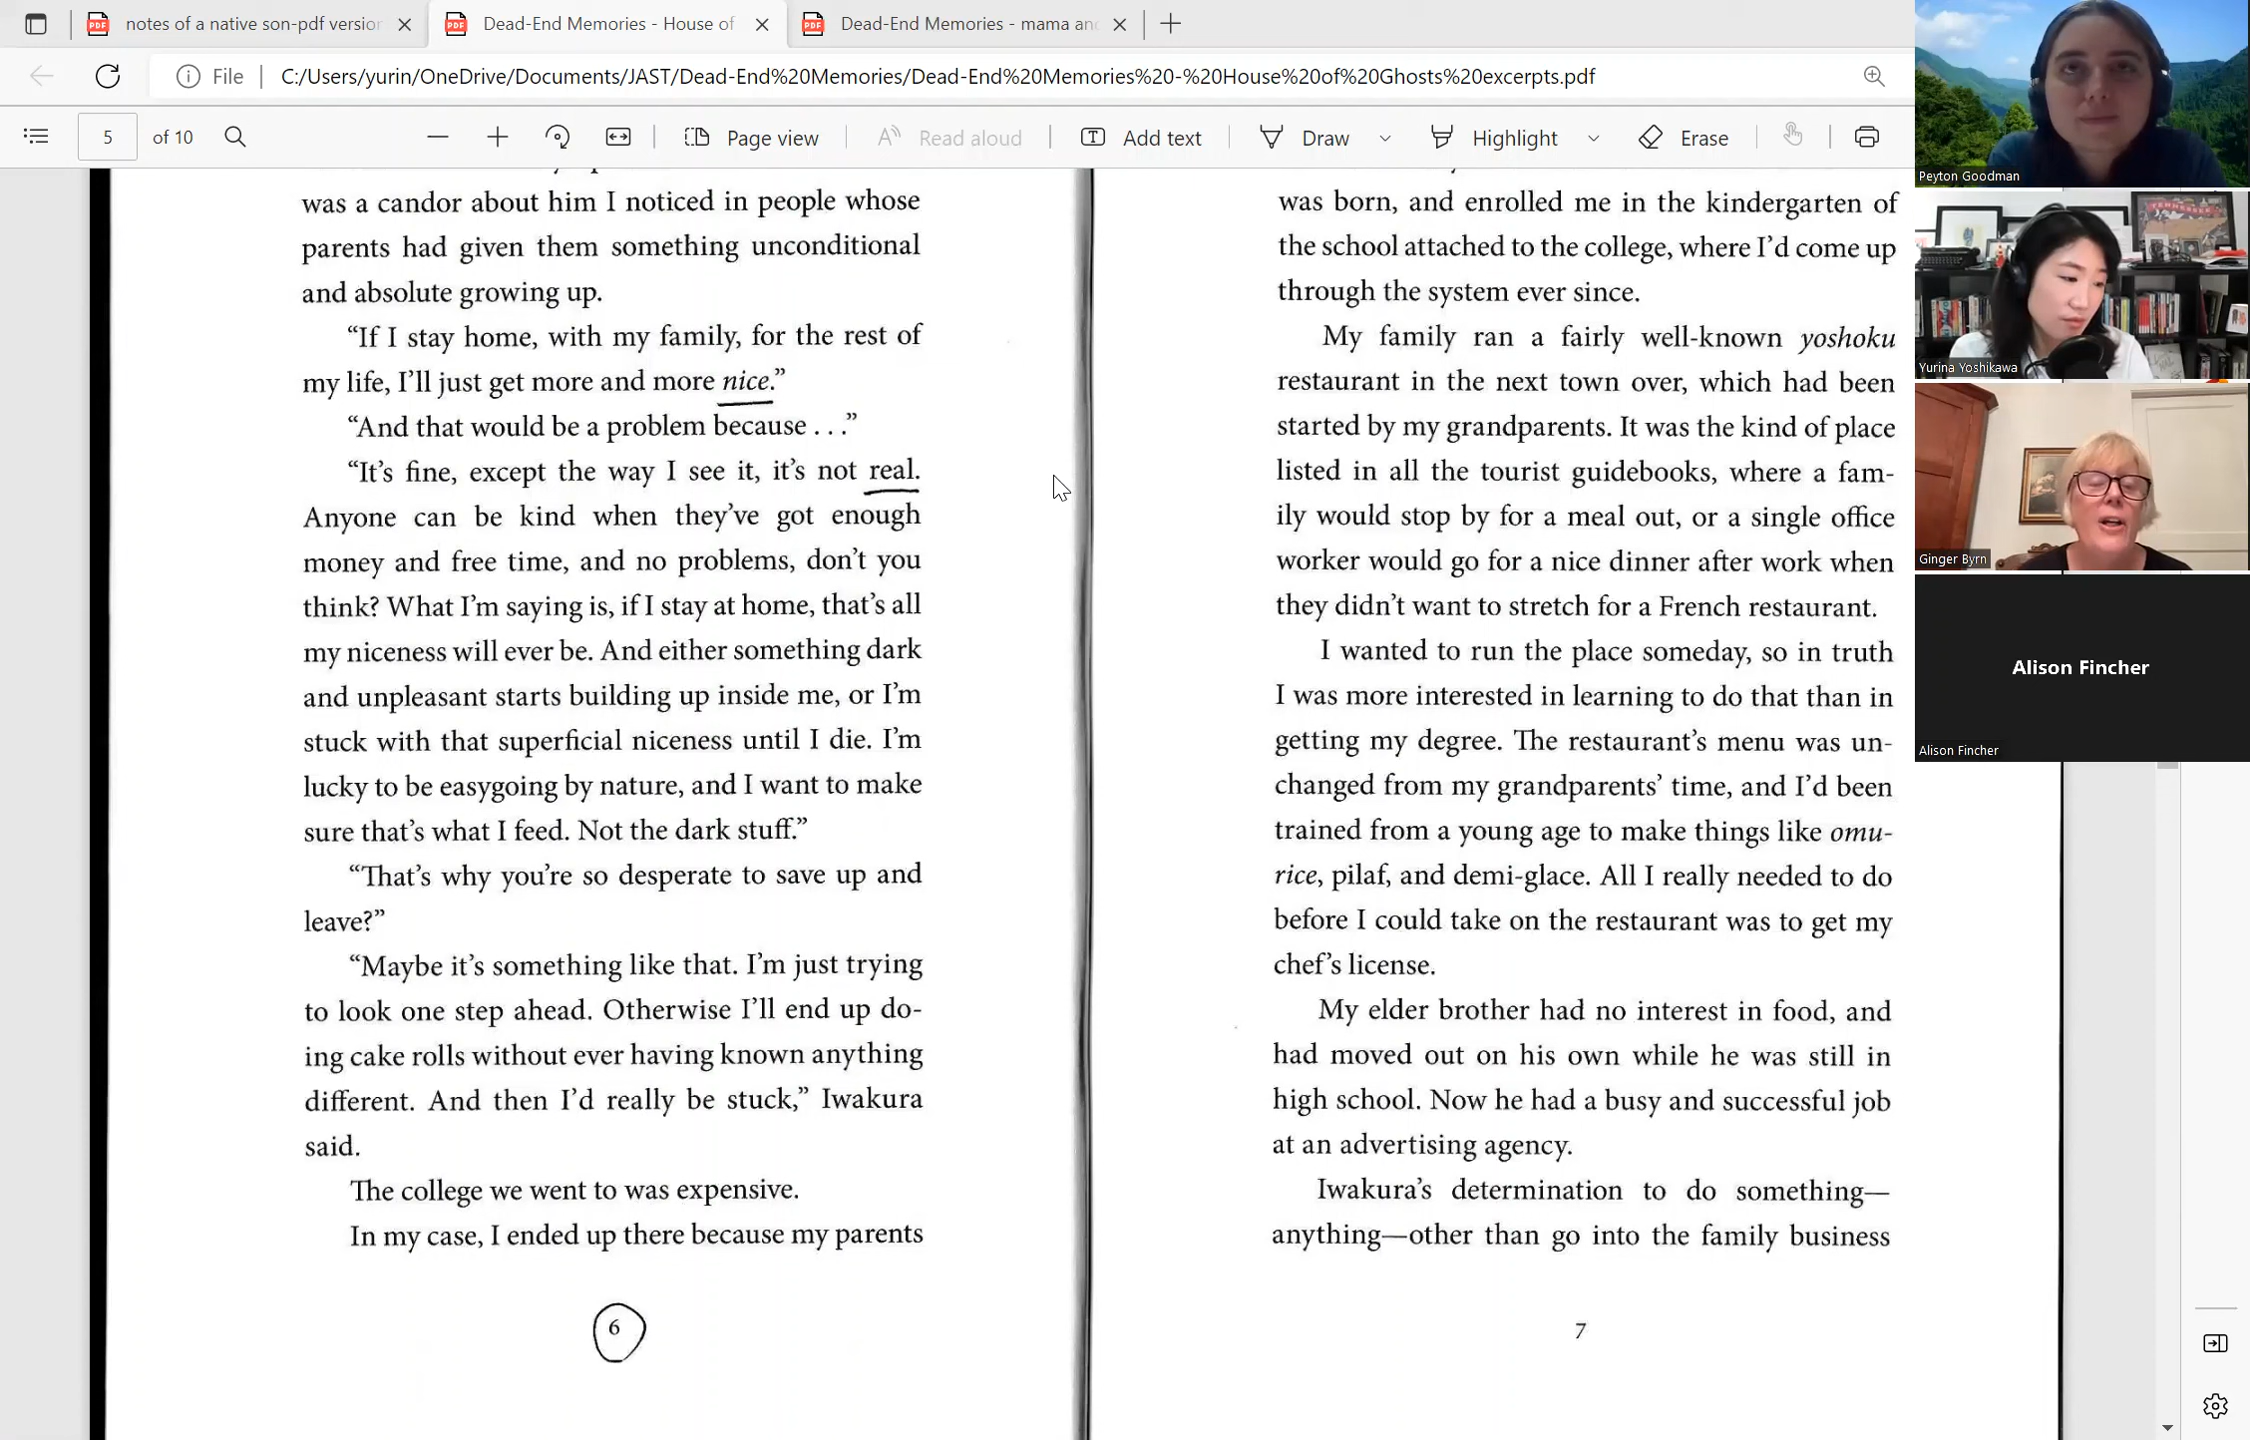 notes of a native son-pdf version
Dead-End Memories - House of
Dead-End Memories - mama and
File
C:/Users/yurin/OneDrive/Documents/JAST/Dead-End%20Memories/Dead-End%20Memories%20-%20House%20of%20Ghosts%20excerpts.pdf
5 of 10
Page view
Read aloud
Add text
Draw
Highlight
Erase
was a candor about him I noticed in people whose
parents had given them something unconditional
and absolute growing up.
“If I stay home, with my family, for the rest of
my life, I’ll just get more and more nice.”
“And that would be a problem because . . .”
“It’s fine, except the way I see it, it’s not real.
Anyone can be kind when they’ve got enough
money and free time, and no problems, don’t you
think? What I’m saying is, if I stay at home, that’s all
my niceness will ever be. And either something dark
and unpleasant starts building up inside me, or I’m
stuck with that superficial niceness until I die. I’m
lucky to be easygoing by nature, and I want to make
sure that’s what I feed. Not the dark stuff.”
“That’s why you’re so desperate to save up and
leave?”
“Maybe it’s something like that. I’m just trying
to look one step ahead. Otherwise I’ll end up do-
ing cake rolls without ever having known anything
different. And then I’d really be stuck,” Iwakura
said.
The college we went to was expensive.
In my case, I ended up there because my parents
6
was born, and enrolled me in the kindergarten of
the school attached to the college, where I’d come up
through the system ever since.
My family ran a fairly well-known yoshoku
restaurant in the next town over, which had been
started by my grandparents. It was the kind of place
listed in all the tourist guidebooks, where a fam-
ily would stop by for a meal out, or a single office
worker would go for a nice dinner after work when
they didn’t want to stretch for a French restaurant.
I wanted to run the place someday, so in truth
I was more interested in learning to do that than in
getting my degree. The restaurant’s menu was un-
changed from my grandparents’ time, and I’d been
trained from a young age to make things like omu-
rice, pilaf, and demi-glace. All I really needed to do
before I could take on the restaurant was to get my
chef’s license.
My elder brother had no interest in food, and
had moved out on his own while he was still in
high school. Now he had a busy and successful job
at an advertising agency.
Iwakura’s determination to do something—
anything—other than go into the family business
7
Peyton Goodman
Yurina Yoshikawa
Ginger Byrn
Alison Fincher
Alison Fincher